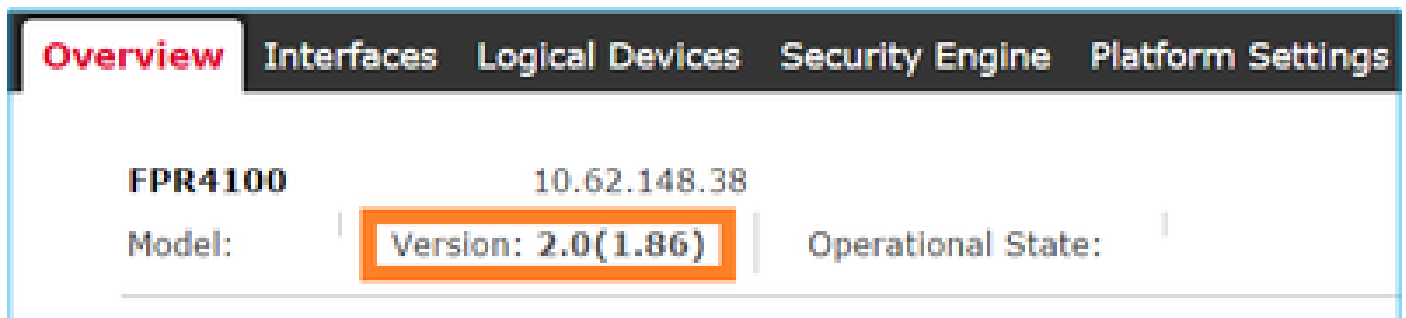 Overview Interfaces Logical Devices Security Engine Platform Settings
FPR4100 10.62.148.38
Model: Version: 2.0(1.86) Operational State: